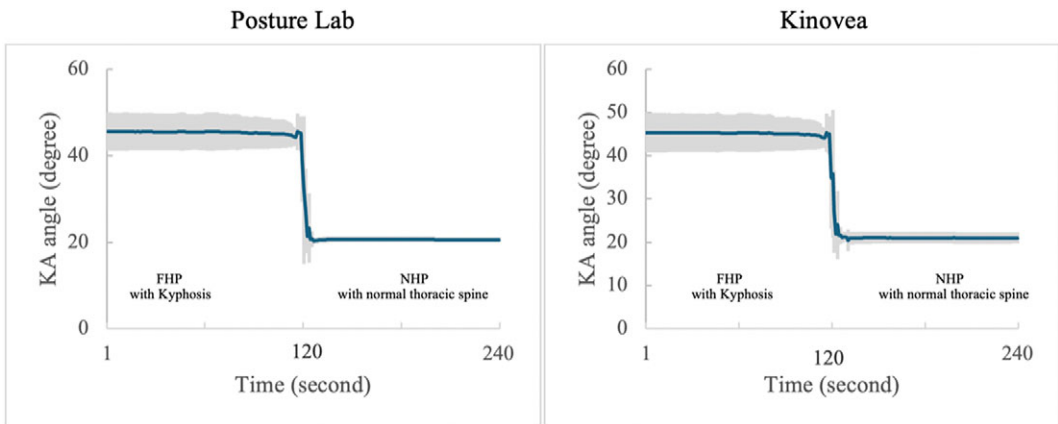 Posture Lab
60
40
20
0
KA angle (degree)
FHP
with Kyphosis
NHP
with normal thoracic spine
1
120
240
Time (second)
Kinovea
60
50
40
30
20
10
0
KA angle (degree)
FHP
with Kyphosis
NHP
with normal thoracic spine
1
120
240
Time (second)